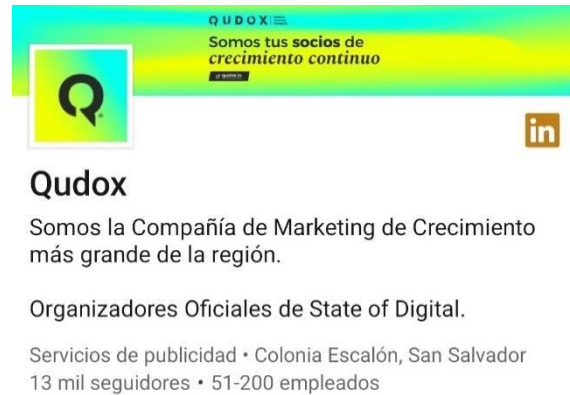 QUDOX
Somos tus socios de
crecimiento continuo
in
Qudox
Somos la Compañía de Marketing de Crecimiento
más grande de la región.
Organizadores Oficiales de State of Digital.
Servicios de publicidad • Colonia Escalón, San Salvador
13 mil seguidores • 51-200 empleados